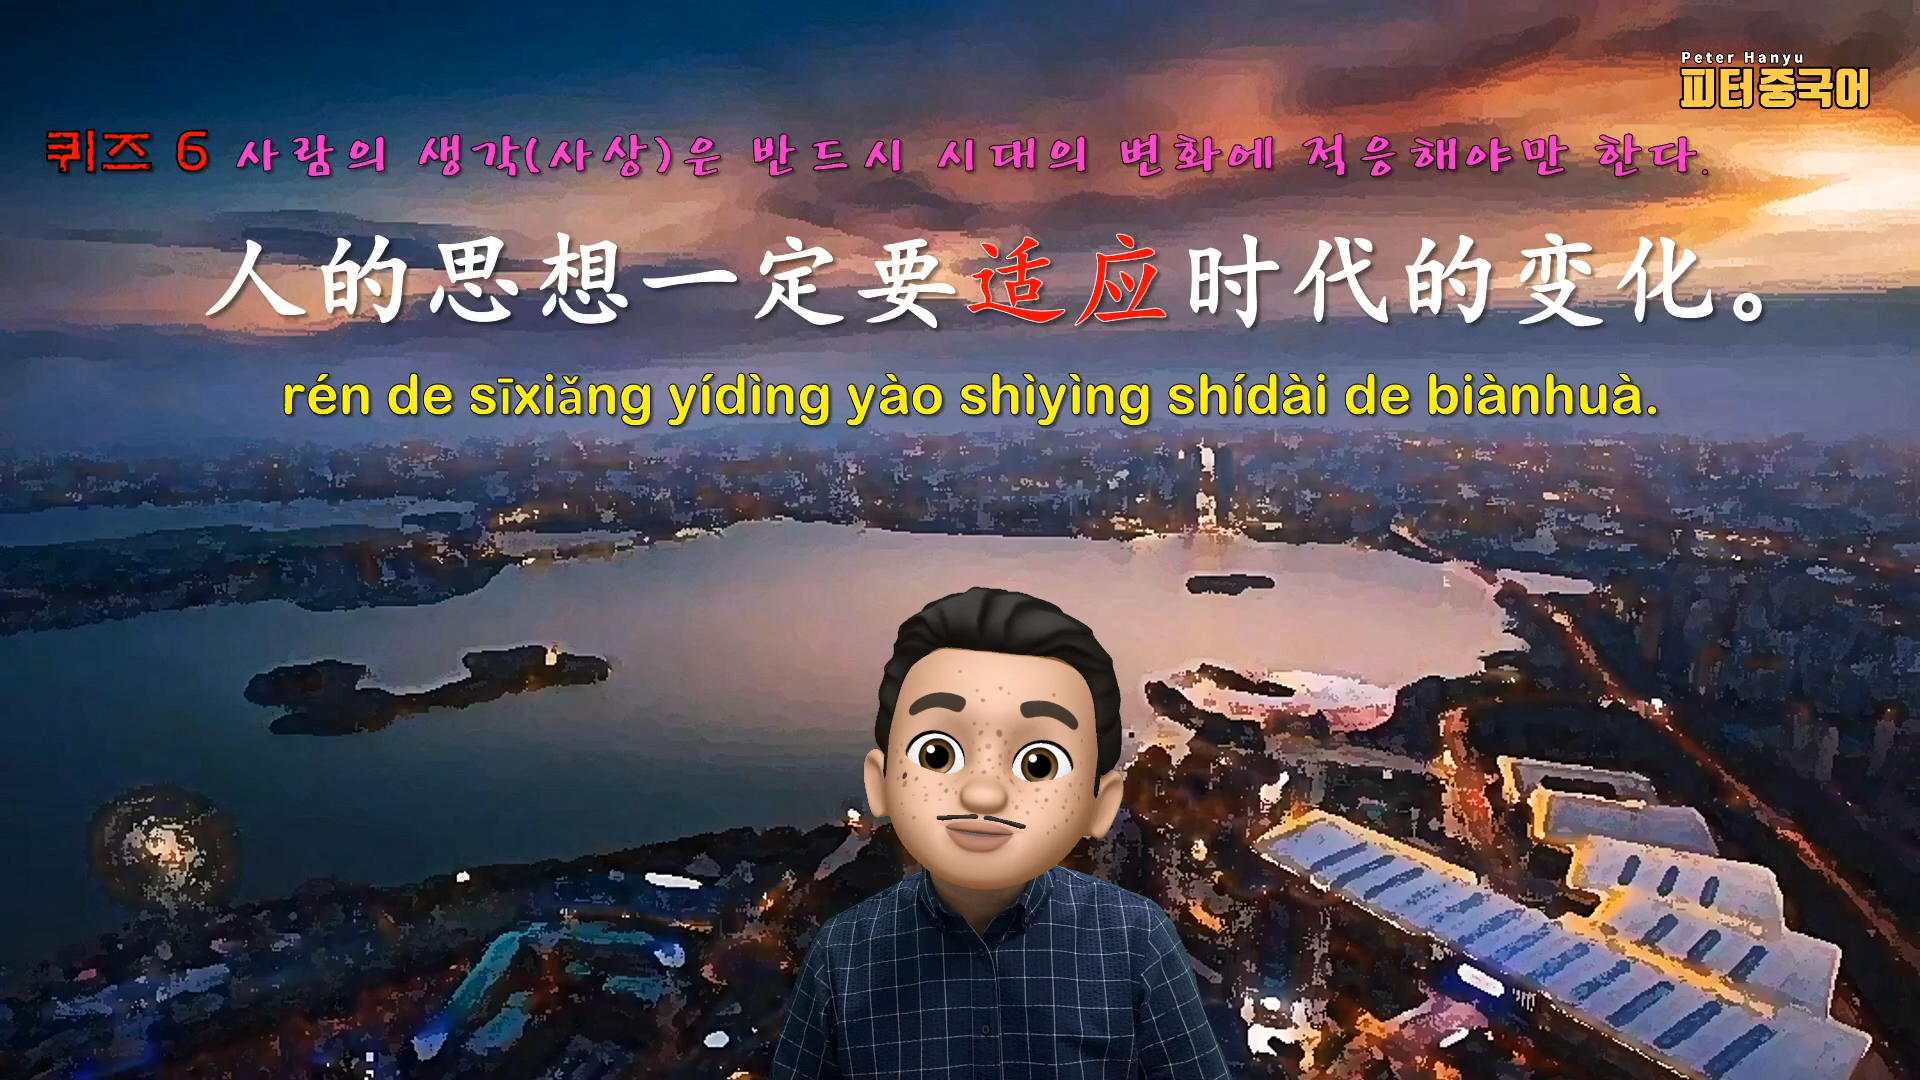 Peter Hanyu
피터중국어
퀴즈 6 사람의 생각(사상)은 반드시 시대의 변화에 적응해야만 한다.
人的思想一定要适应时代的变化。
rén de sīxiǎng yídìng yào shìyìng shídài de biànhuà.